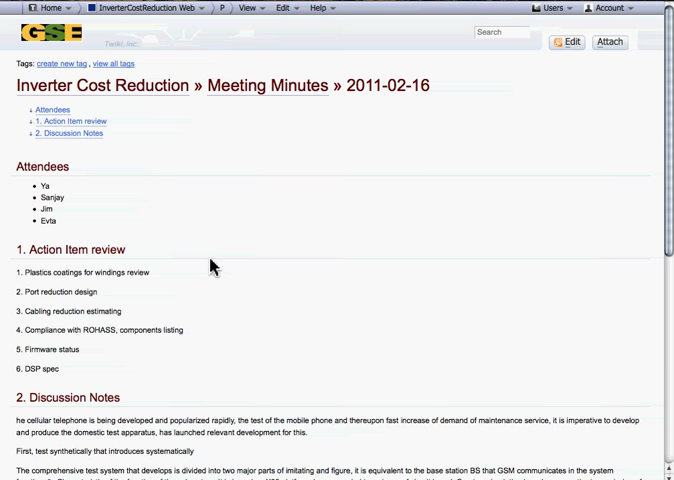 Home InverterCostReduction Web P View Edit Help Users Account
GSE
Twiki, Inc.
Search
Edit Attach
Tags: create new tag , view all tags
Inverter Cost Reduction » Meeting Minutes » 2011-02-16
↓ Attendees
↓ 1. Action Item review
↓ 2. Discussion Notes
Attendees
• Ya
• Sanjay
• Jim
• Evta
1. Action Item review
1. Plastics coatings for windings review
2. Port reduction design
3. Cabling reduction estimating
4. Compliance with ROHASS, components listing
5. Firmware status
6. DSP spec
2. Discussion Notes
he cellular telephone is being developed and popularized rapidly, the test of the mobile phone and thereupon fast increase of demand of maintenance service, it is imperative to develop
and produce the domestic test apparatus, has launched relevant development for this.
First, test synthetically that introduces systematically
The comprehensive test system that develops is divided into two major parts of imitating and figure, it is equivalent to the base station BS that GSM communicates in the system